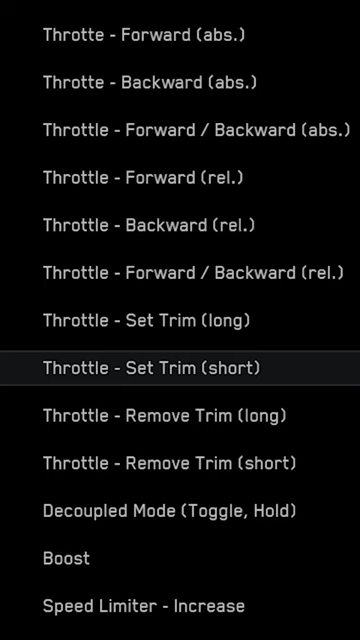 Throtte - Forward (abs.)
Throtte - Backward (abs.)
Throttle - Forward / Backward (abs.)
Throttle - Forward (rel.)
Throttle - Backward (rel.)
Throttle - Forward / Backward (rel.)
Throttle - Set Trim (long)
Throttle - Set Trim (short)
Throttle - Remove Trim (long)
Throttle - Remove Trim (short)
Decoupled Mode (Toggle, Hold)
Boost
Speed Limiter - Increase